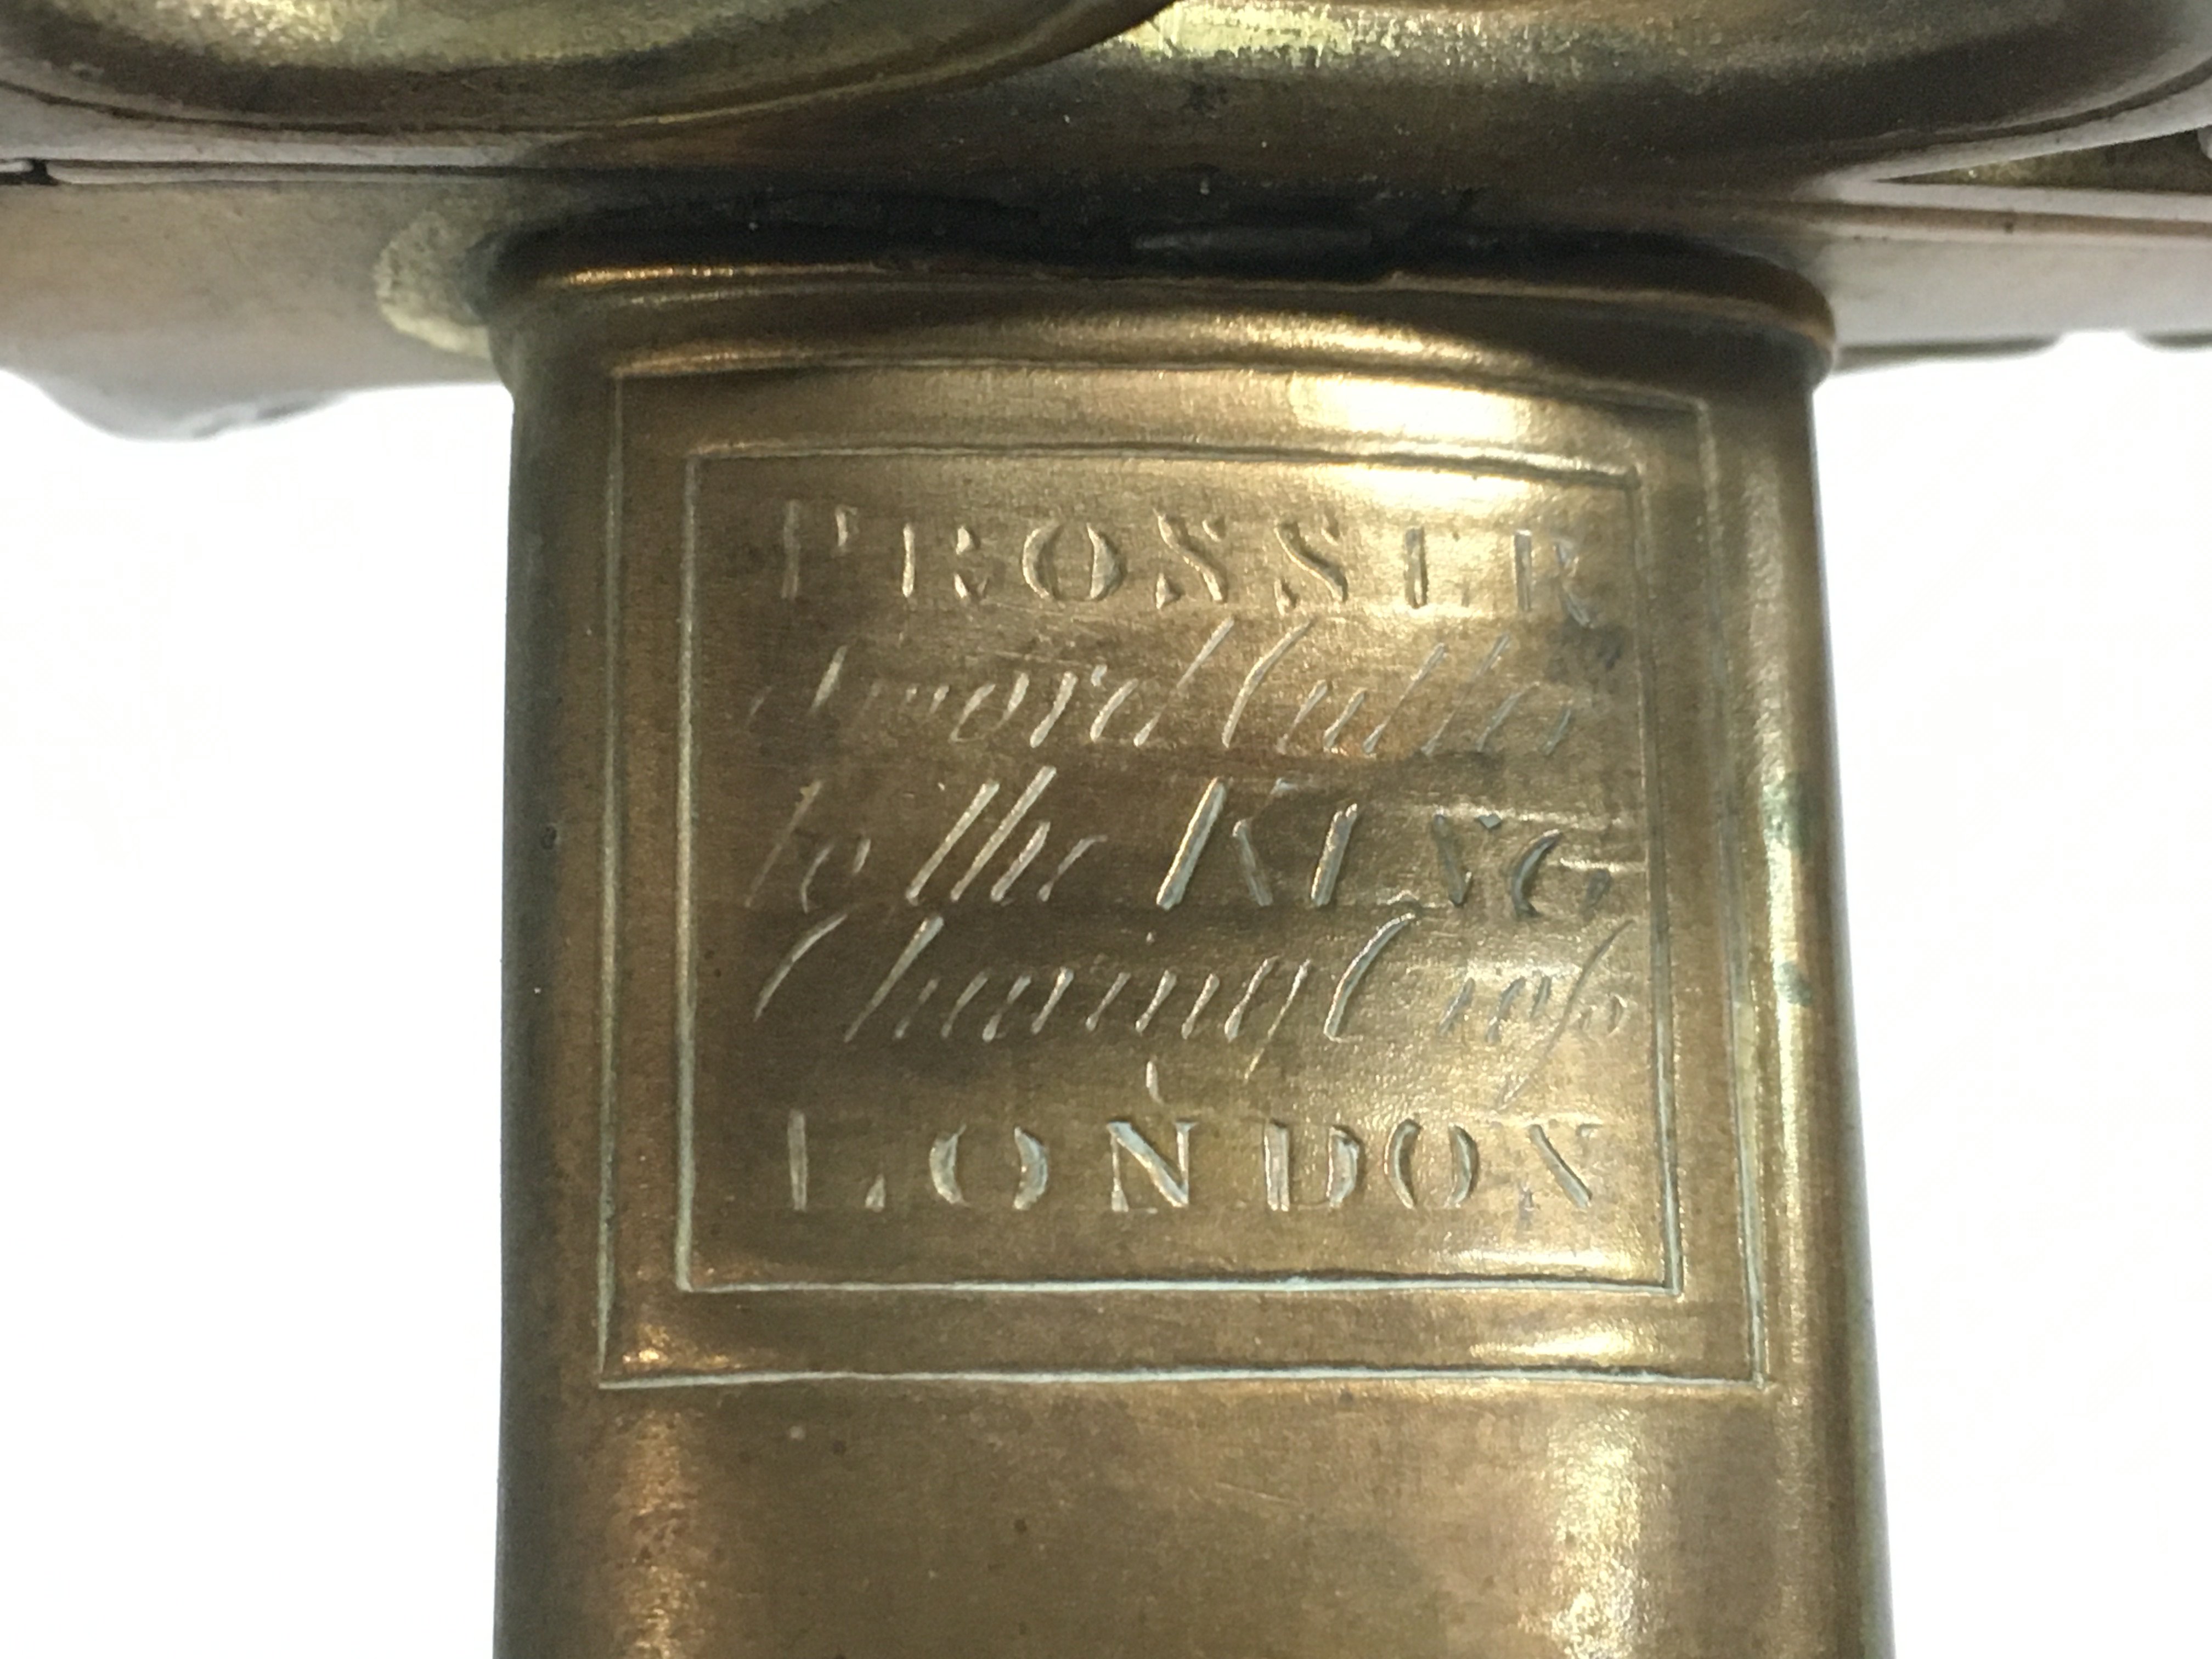 PROSSER
Sword Cutler
to the KING
Charing Croſs
LONDON